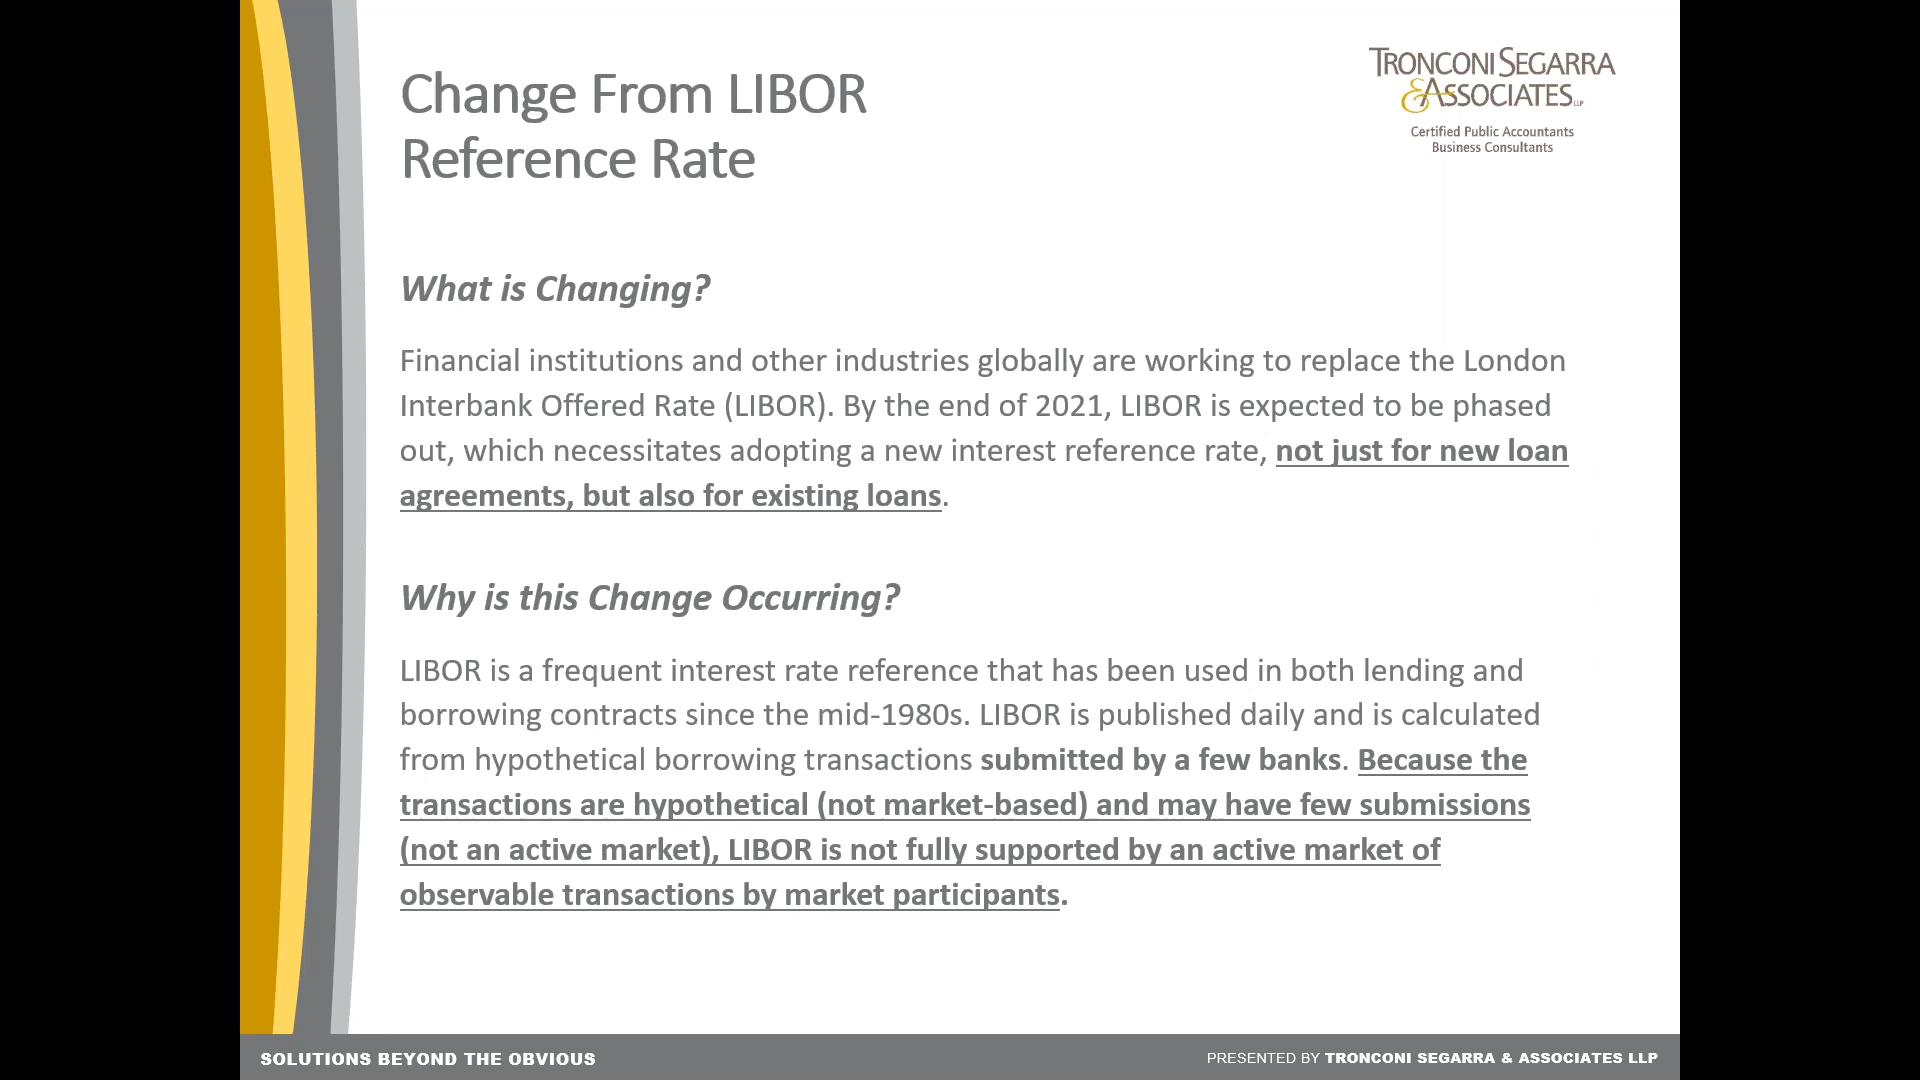 Change From LIBOR
Reference Rate
TRONCONI SEGARRA
& ASSOCIATES LLP
Certified Public Accountants
Business Consultants
What is Changing?
Financial institutions and other industries globally are working to replace the London
Interbank Offered Rate (LIBOR). By the end of 2021, LIBOR is expected to be phased
out, which necessitates adopting a new interest reference rate, not just for new loan
agreements, but also for existing loans.
Why is this Change Occurring?
LIBOR is a frequent interest rate reference that has been used in both lending and
borrowing contracts since the mid-1980s. LIBOR is published daily and is calculated
from hypothetical borrowing transactions submitted by a few banks. Because the
transactions are hypothetical (not market-based) and may have few submissions
(not an active market), LIBOR is not fully supported by an active market of
observable transactions by market participants.
SOLUTIONS BEYOND THE OBVIOUS
PRESENTED BY TRONCONI SEGARRA & ASSOCIATES LLP